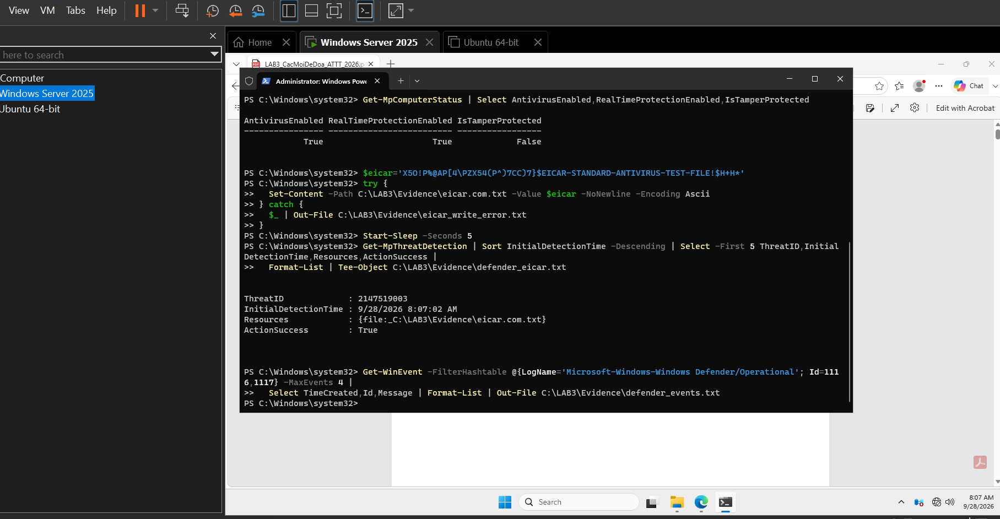 View VM Tabs Help
here to search
Computer
Windows Server 2025
Ubuntu 64-bit
Home
Windows Server 2025
Ubuntu 64-bit
LAB3_CacMoiDeDoa_ATTT_2026.p
Chat
Edit with Acrobat
Administrator: Windows Powe
PS C:\Windows\system32> Get-MpComputerStatus | Select AntivirusEnabled,RealTimeProtectionEnabled,IsTamperProtected
AntivirusEnabled RealTimeProtectionEnabled IsTamperProtected
---------------- ------------------------- -----------------
True True False
PS C:\Windows\system32> $eicar='X5O!P%@AP[4\PZX54(P^)7CC)7}$EICAR-STANDARD-ANTIVIRUS-TEST-FILE!$H+H*'
PS C:\Windows\system32> try {
>> Set-Content -Path C:\LAB3\Evidence\eicar.com.txt -Value $eicar -NoNewline -Encoding Ascii
>> } catch {
>> $_ | Out-File C:\LAB3\Evidence\eicar_write_error.txt
>> }
PS C:\Windows\system32> Start-Sleep -Seconds 5
PS C:\Windows\system32> Get-MpThreatDetection | Sort InitialDetectionTime -Descending | Select -First 5 ThreatID,Initial
DetectionTime,Resources,ActionSuccess |
>> Format-List | Tee-Object C:\LAB3\Evidence\defender_eicar.txt
ThreatID : 2147519003
InitialDetectionTime : 9/28/2026 8:07:02 AM
Resources : {file:_C:\LAB3\Evidence\eicar.com.txt}
ActionSuccess : True
PS C:\Windows\system32> Get-WinEvent -FilterHashtable @{LogName='Microsoft-Windows-Windows Defender/Operational'; Id=111
6,1117} -MaxEvents 4 |
>> Select TimeCreated,Id,Message | Format-List | Out-File C:\LAB3\Evidence\defender_events.txt
PS C:\Windows\system32>
Search
8:07 AM
9/28/2026